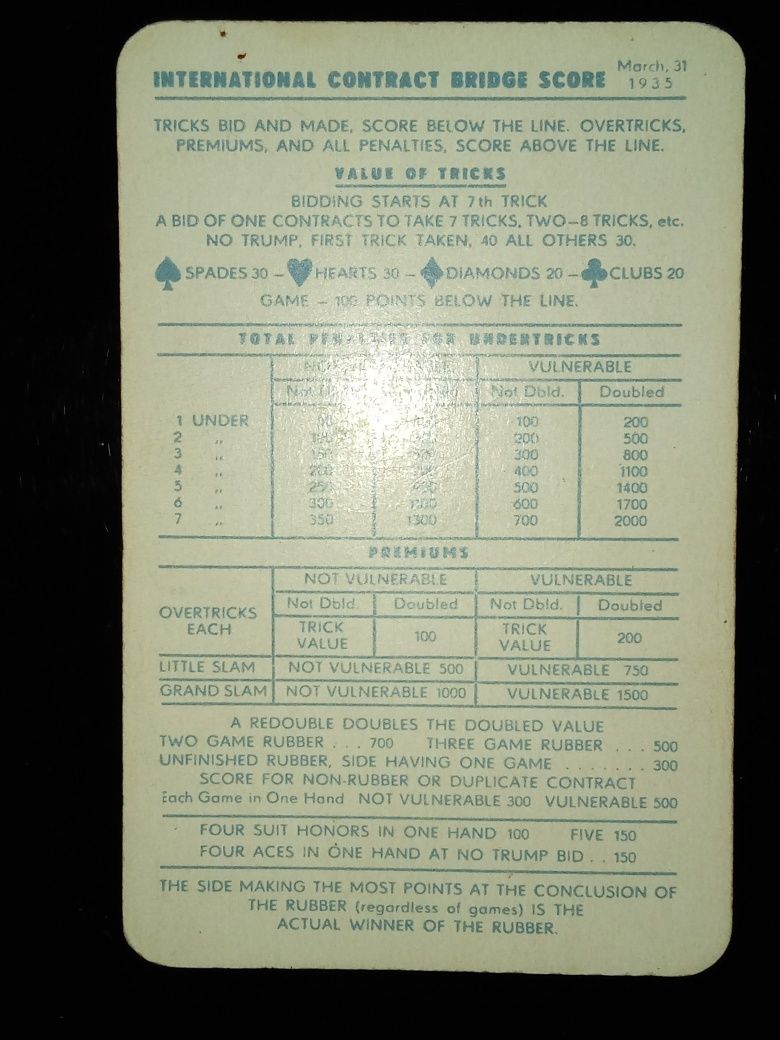 INTERNATIONAL CONTRACT BRIDGE SCORE March, 31 1935
TRICKS BID AND MADE, SCORE BELOW THE LINE. OVERTRICKS,
PREMIUMS, AND ALL PENALTIES, SCORE ABOVE THE LINE.
VALUE OF TRICKS
BIDDING STARTS AT 7th TRICK
A BID OF ONE CONTRACTS TO TAKE 7 TRICKS, TWO–8 TRICKS, etc.
NO TRUMP, FIRST TRICK TAKEN, 40 ALL OTHERS 30.
SPADES 30 – HEARTS 30 – DIAMONDS 20 – CLUBS 20
GAME – 100 POINTS BELOW THE LINE.
TOTAL PENALTIES FOR UNDERTRICKS
VULNERABLE
Not Dbld. Doubled
1 UNDER 100 200
2 " 200 500
3 " 300 800
4 " 400 1100
5 " 500 1400
6 " 300 600 1700
7 " 350 1300 700 2000
PREMIUMS
NOT VULNERABLE VULNERABLE
Not Dbld. Doubled Not Dbld. Doubled
OVERTRICKS EACH TRICK VALUE 100 TRICK VALUE 200
LITTLE SLAM NOT VULNERABLE 500 VULNERABLE 750
GRAND SLAM NOT VULNERABLE 1000 VULNERABLE 1500
A REDOUBLE DOUBLES THE DOUBLED VALUE
TWO GAME RUBBER . . . 700 THREE GAME RUBBER . . . 500
UNFINISHED RUBBER, SIDE HAVING ONE GAME . . . . . . . 300
SCORE FOR NON-RUBBER OR DUPLICATE CONTRACT
Each Game in One Hand NOT VULNERABLE 300 VULNERABLE 500
FOUR SUIT HONORS IN ONE HAND 100 FIVE 150
FOUR ACES IN ONE HAND AT NO TRUMP BID . . 150
THE SIDE MAKING THE MOST POINTS AT THE CONCLUSION OF
THE RUBBER (regardless of games) IS THE
ACTUAL WINNER OF THE RUBBER.